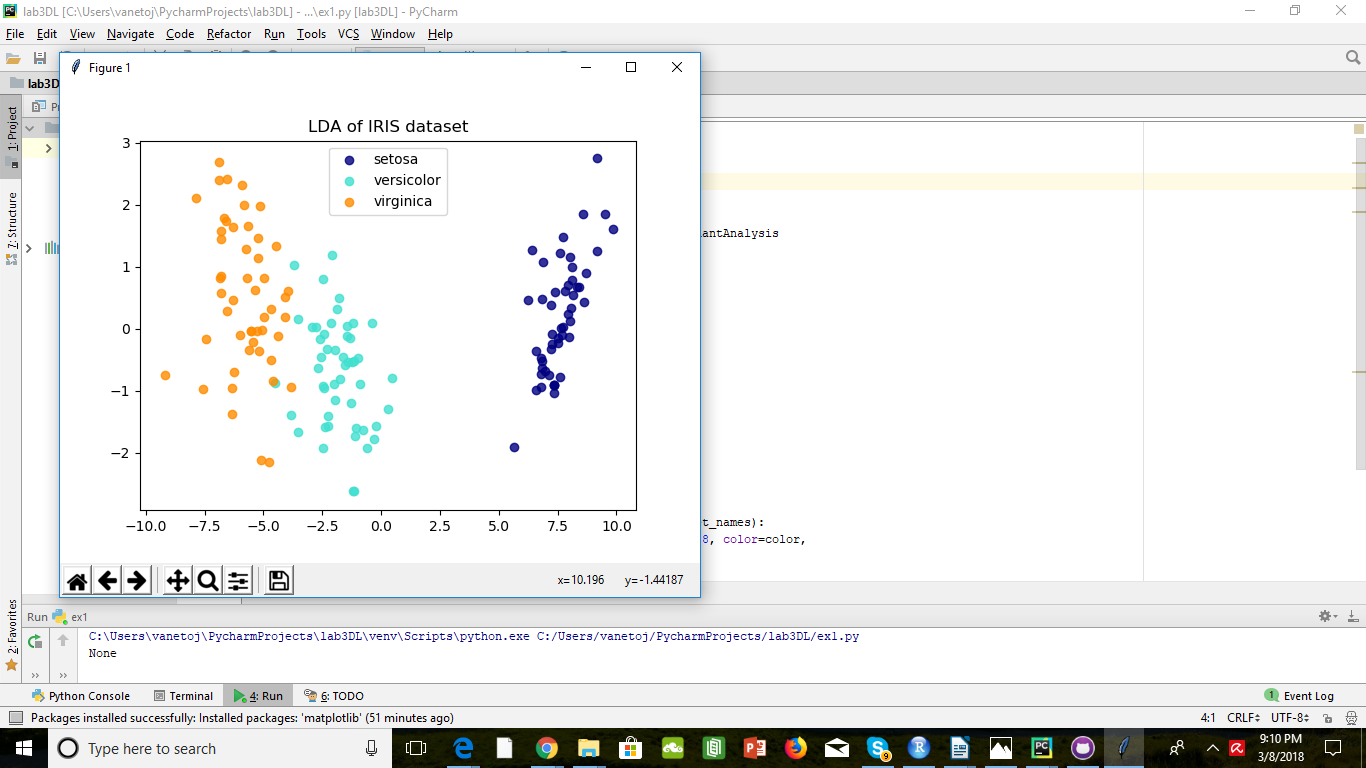 lab3DL [C:\Users\vanetoj\PycharmProjects\lab3DL] - ...\ex1.py [lab3DL] - PyCharm
File Edit View Navigate Code Refactor Run Tools VCS Window Help
Figure 1
lab3D
1: Project
7: Structure
2: Favorites
LDA of IRIS dataset
setosa
versicolor
virginica
3
2
1
0
−1
−2
−10.0 −7.5 −5.0 −2.5 0.0 2.5 5.0 7.5 10.0
x=10.196 y=-1.44187
antAnalysis
t_names):
8, color=color,
Run ex1
C:\Users\vanetoj\PycharmProjects\lab3DL\venv\Scripts\python.exe C:/Users/vanetoj/PycharmProjects/lab3DL/ex1.py
None
Python Console Terminal 4: Run 6: TODO 1 Event Log
Packages installed successfully: Installed packages: 'matplotlib' (51 minutes ago) 4:1 CRLF÷ UTF-8÷
Type here to search
9:10 PM
3/8/2018